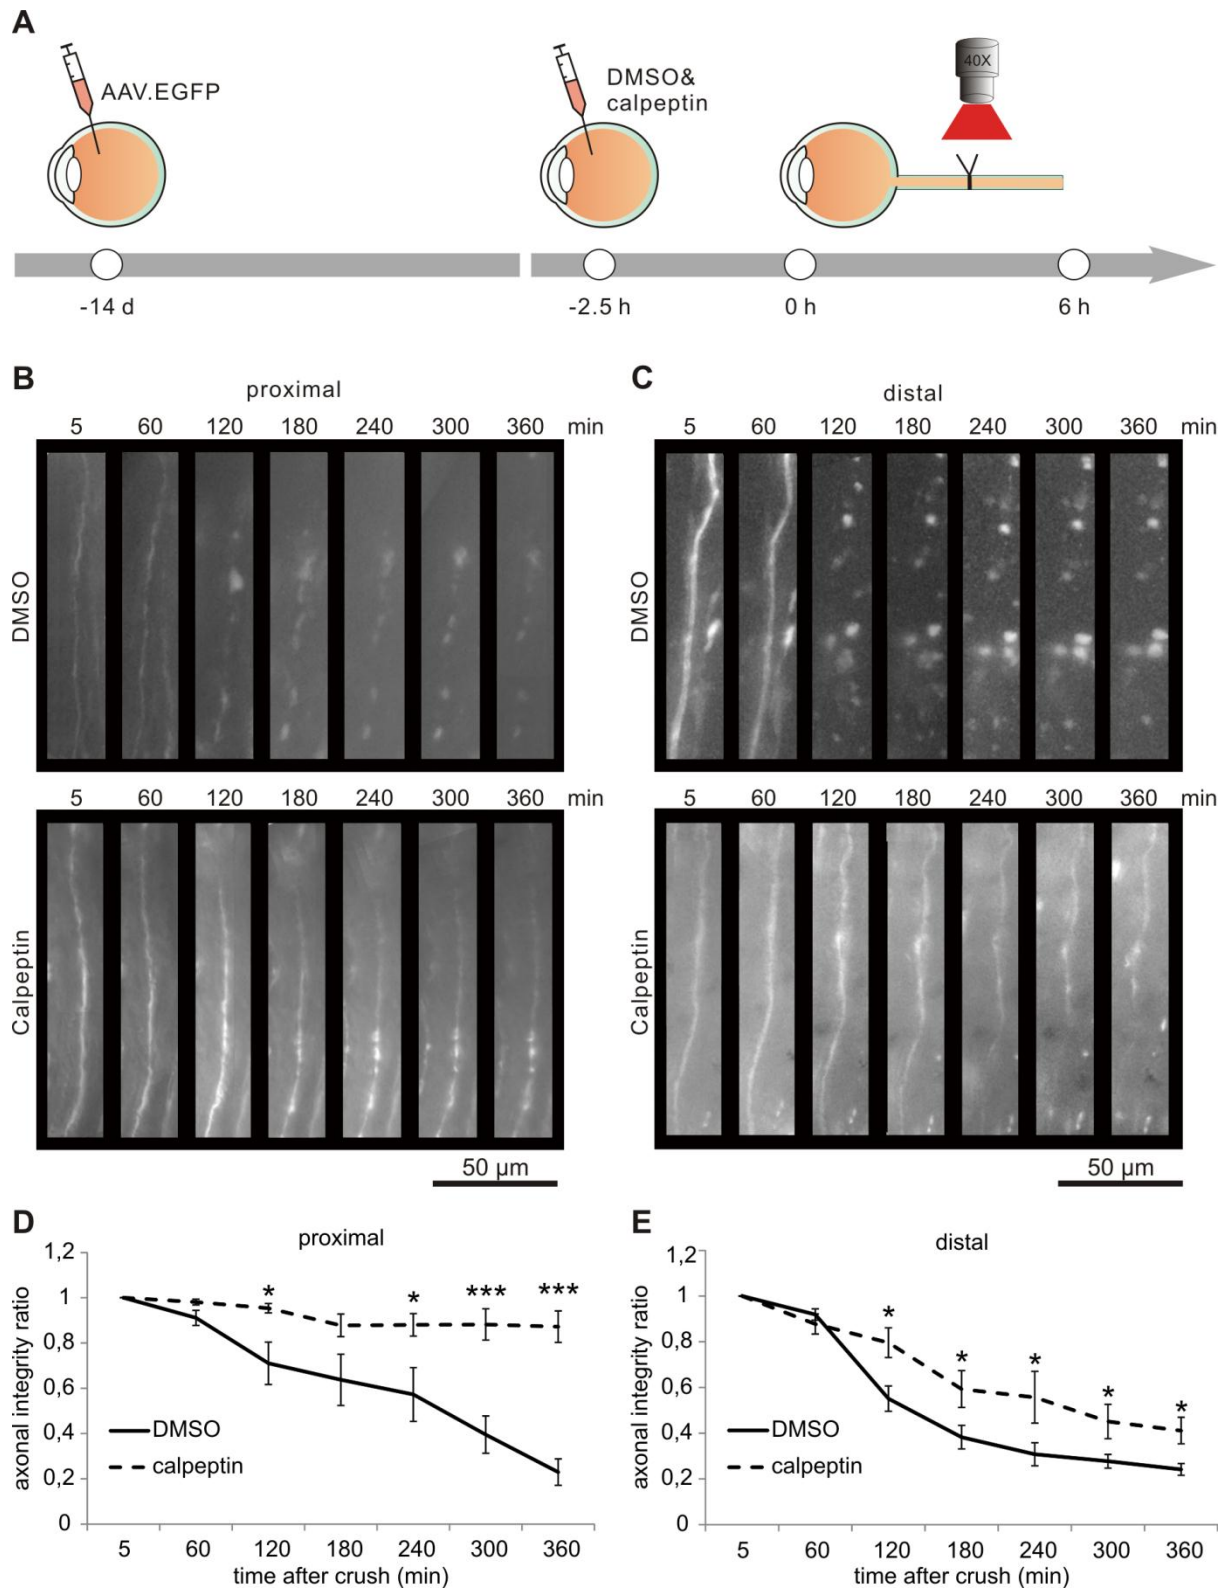 A
AAV.EGFP
DMSO&
calpeptin
40X
-14 d
-2.5 h
0 h
6 h
B
proximal
5 60 120 180 240 300 360 min
DMSO
5 60 120 180 240 300 360 min
Calpeptin
50 µm
C
distal
5 60 120 180 240 300 360 min
DMSO
5 60 120 180 240 300 360 min
Calpeptin
50 µm
D
proximal
axonal integrity ratio
1,2
1
0,8
0,6
0,4
0,2
0
* * *** ***
DMSO
calpeptin
5 60 120 180 240 300 360
time after crush (min)
E
distal
axonal integrity ratio
1,2
1
0,8
0,6
0,4
0,2
0
* * * * *
DMSO
calpeptin
5 60 120 180 240 300 360
time after crush (min)